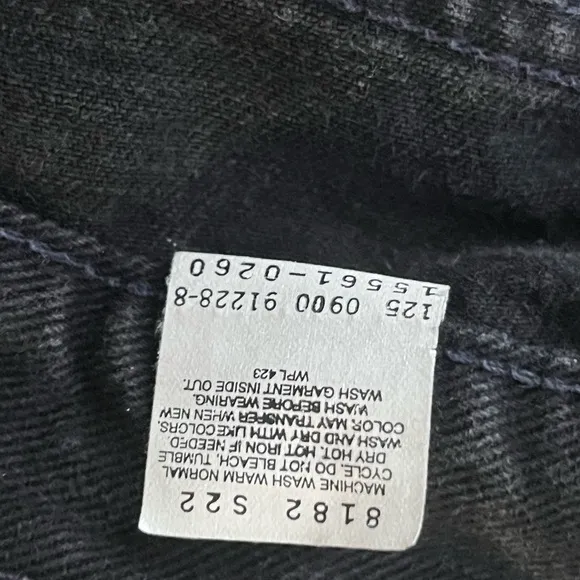 8182 S22
MACHINE WASH WARM NORMAL
CYCLE. DO NOT BLEACH. TUMBLE
DRY HOT. HOT IRON IF NEEDED.
WASH AND DRY WITH LIKE COLORS.
COLOR MAY TRANSFER WHEN NEW
WASH BEFORE WEARING.
WASH GARMENT INSIDE OUT.
WPL 423
125 0900 91228-8
15561-0260